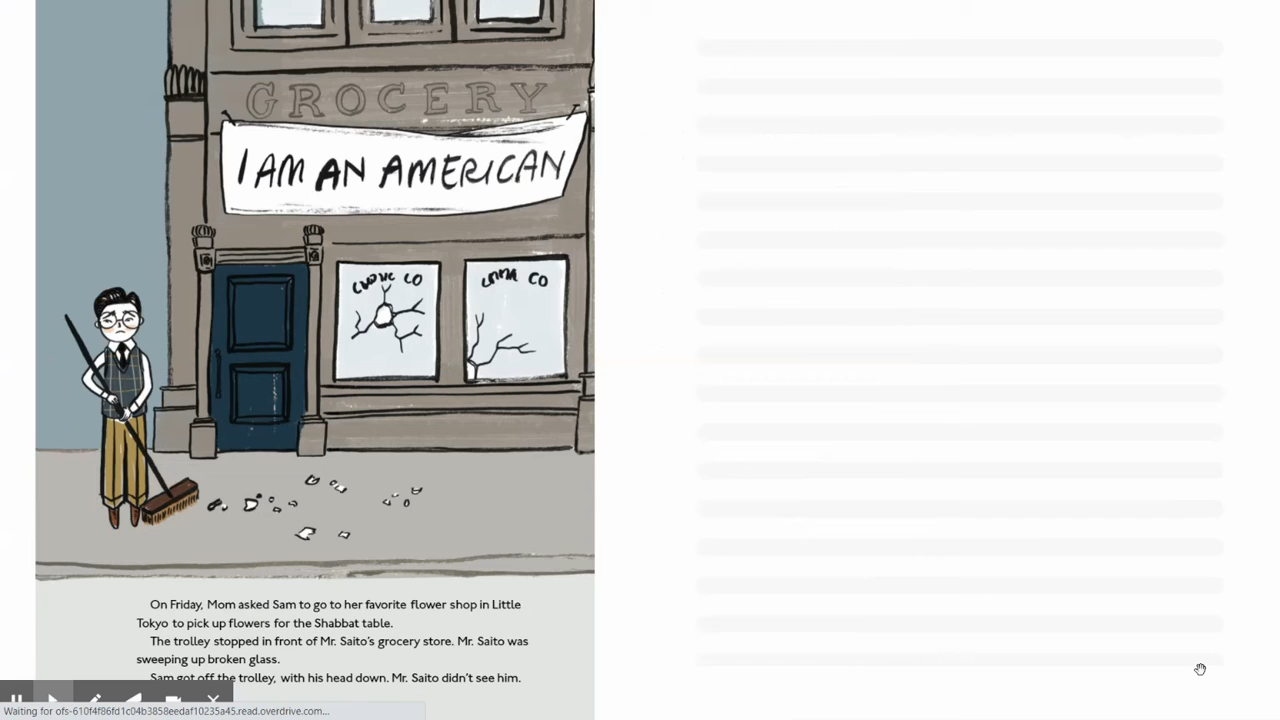 GROCERY
I AM AN AMERICAN
CO
CO
On Friday, Mom asked Sam to go to her favorite flower shop in Little
Tokyo to pick up flowers for the Shabbat table.
The trolley stopped in front of Mr. Saito's grocery store. Mr. Saito was
sweeping up broken glass.
Sam got off the trolley, with his head down. Mr. Saito didn't see him.
Waiting for ofs-610f4f86fd1c04b3858eedaf10235a45.read.overdrive.com...